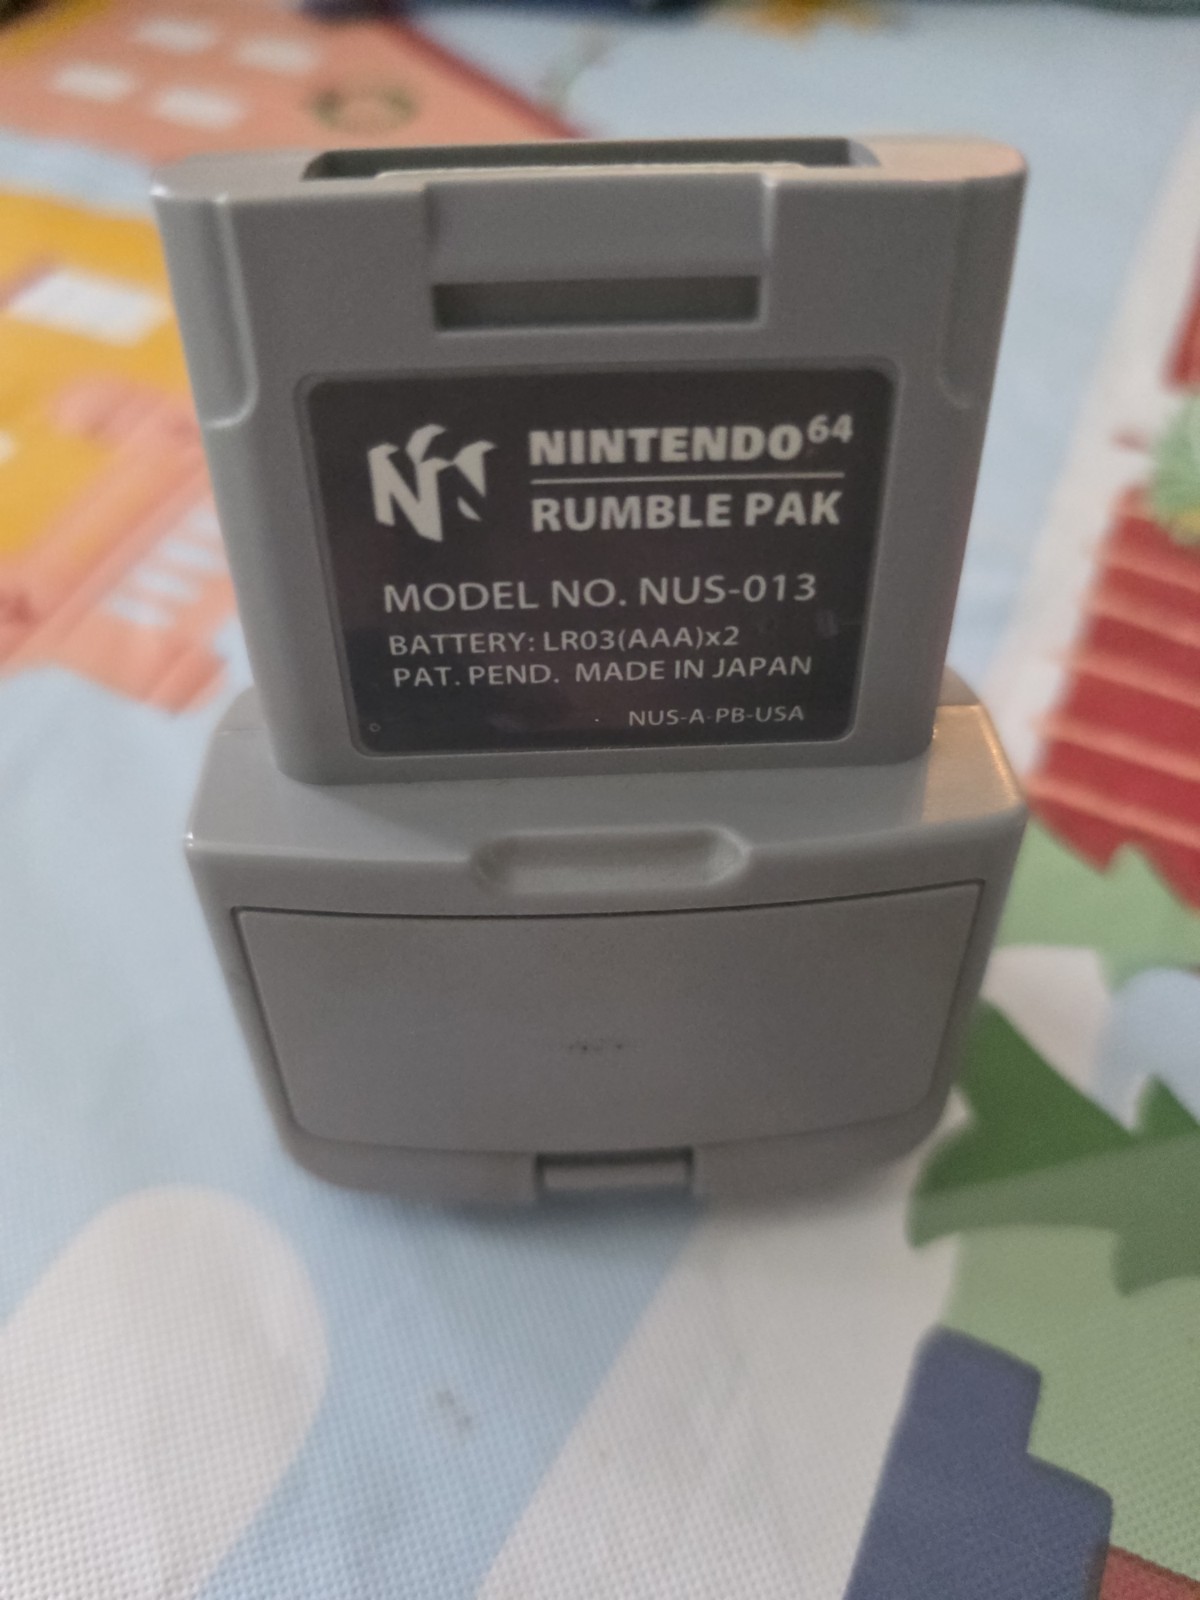 NINTENDO64
RUMBLE PAK
MODEL NO. NUS-013
BATTERY: LR03(AAA)x2
PAT. PEND. MADE IN JAPAN
NUS-A-PB-USA